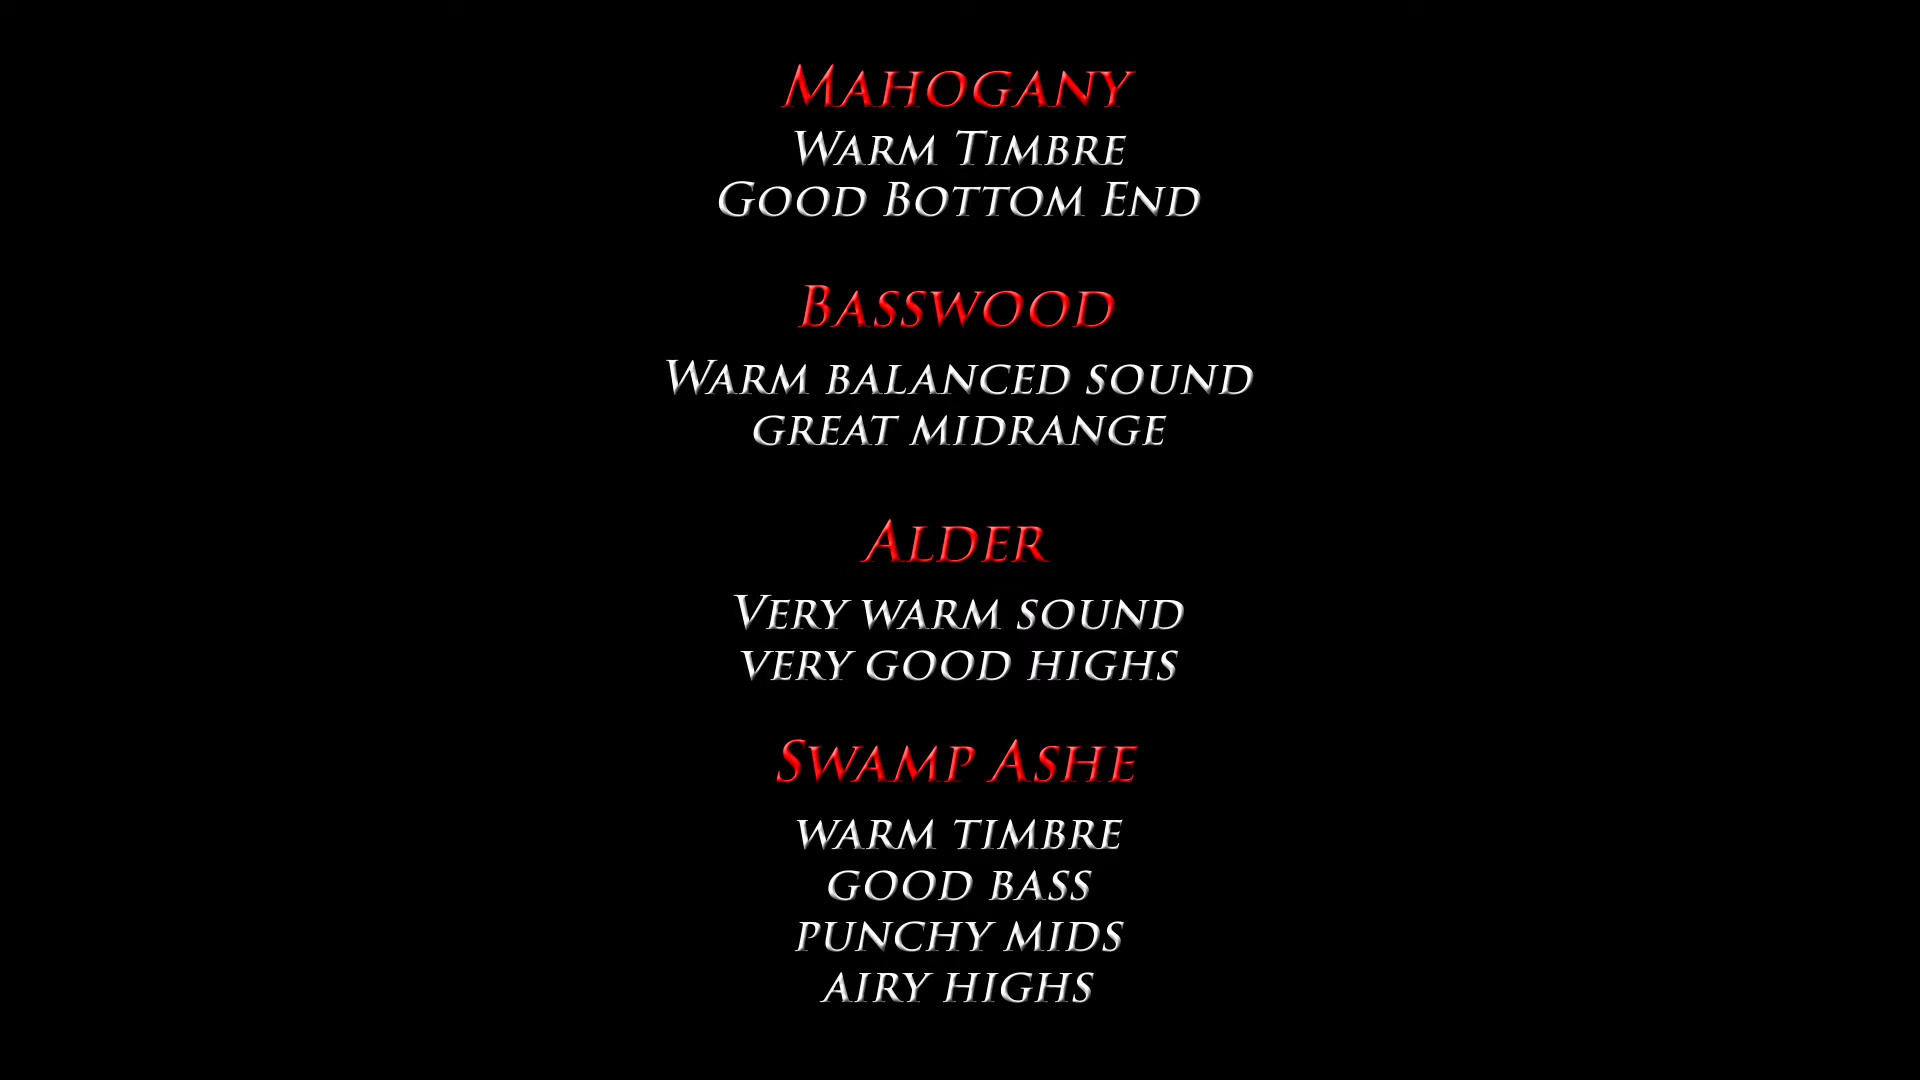 Mahogany
Warm Timbre
Good Bottom End
Basswood
Warm balanced sound
great midrange
Alder
Very warm sound
very good highs
Swamp Ashe
warm timbre
good bass
punchy mids
airy highs